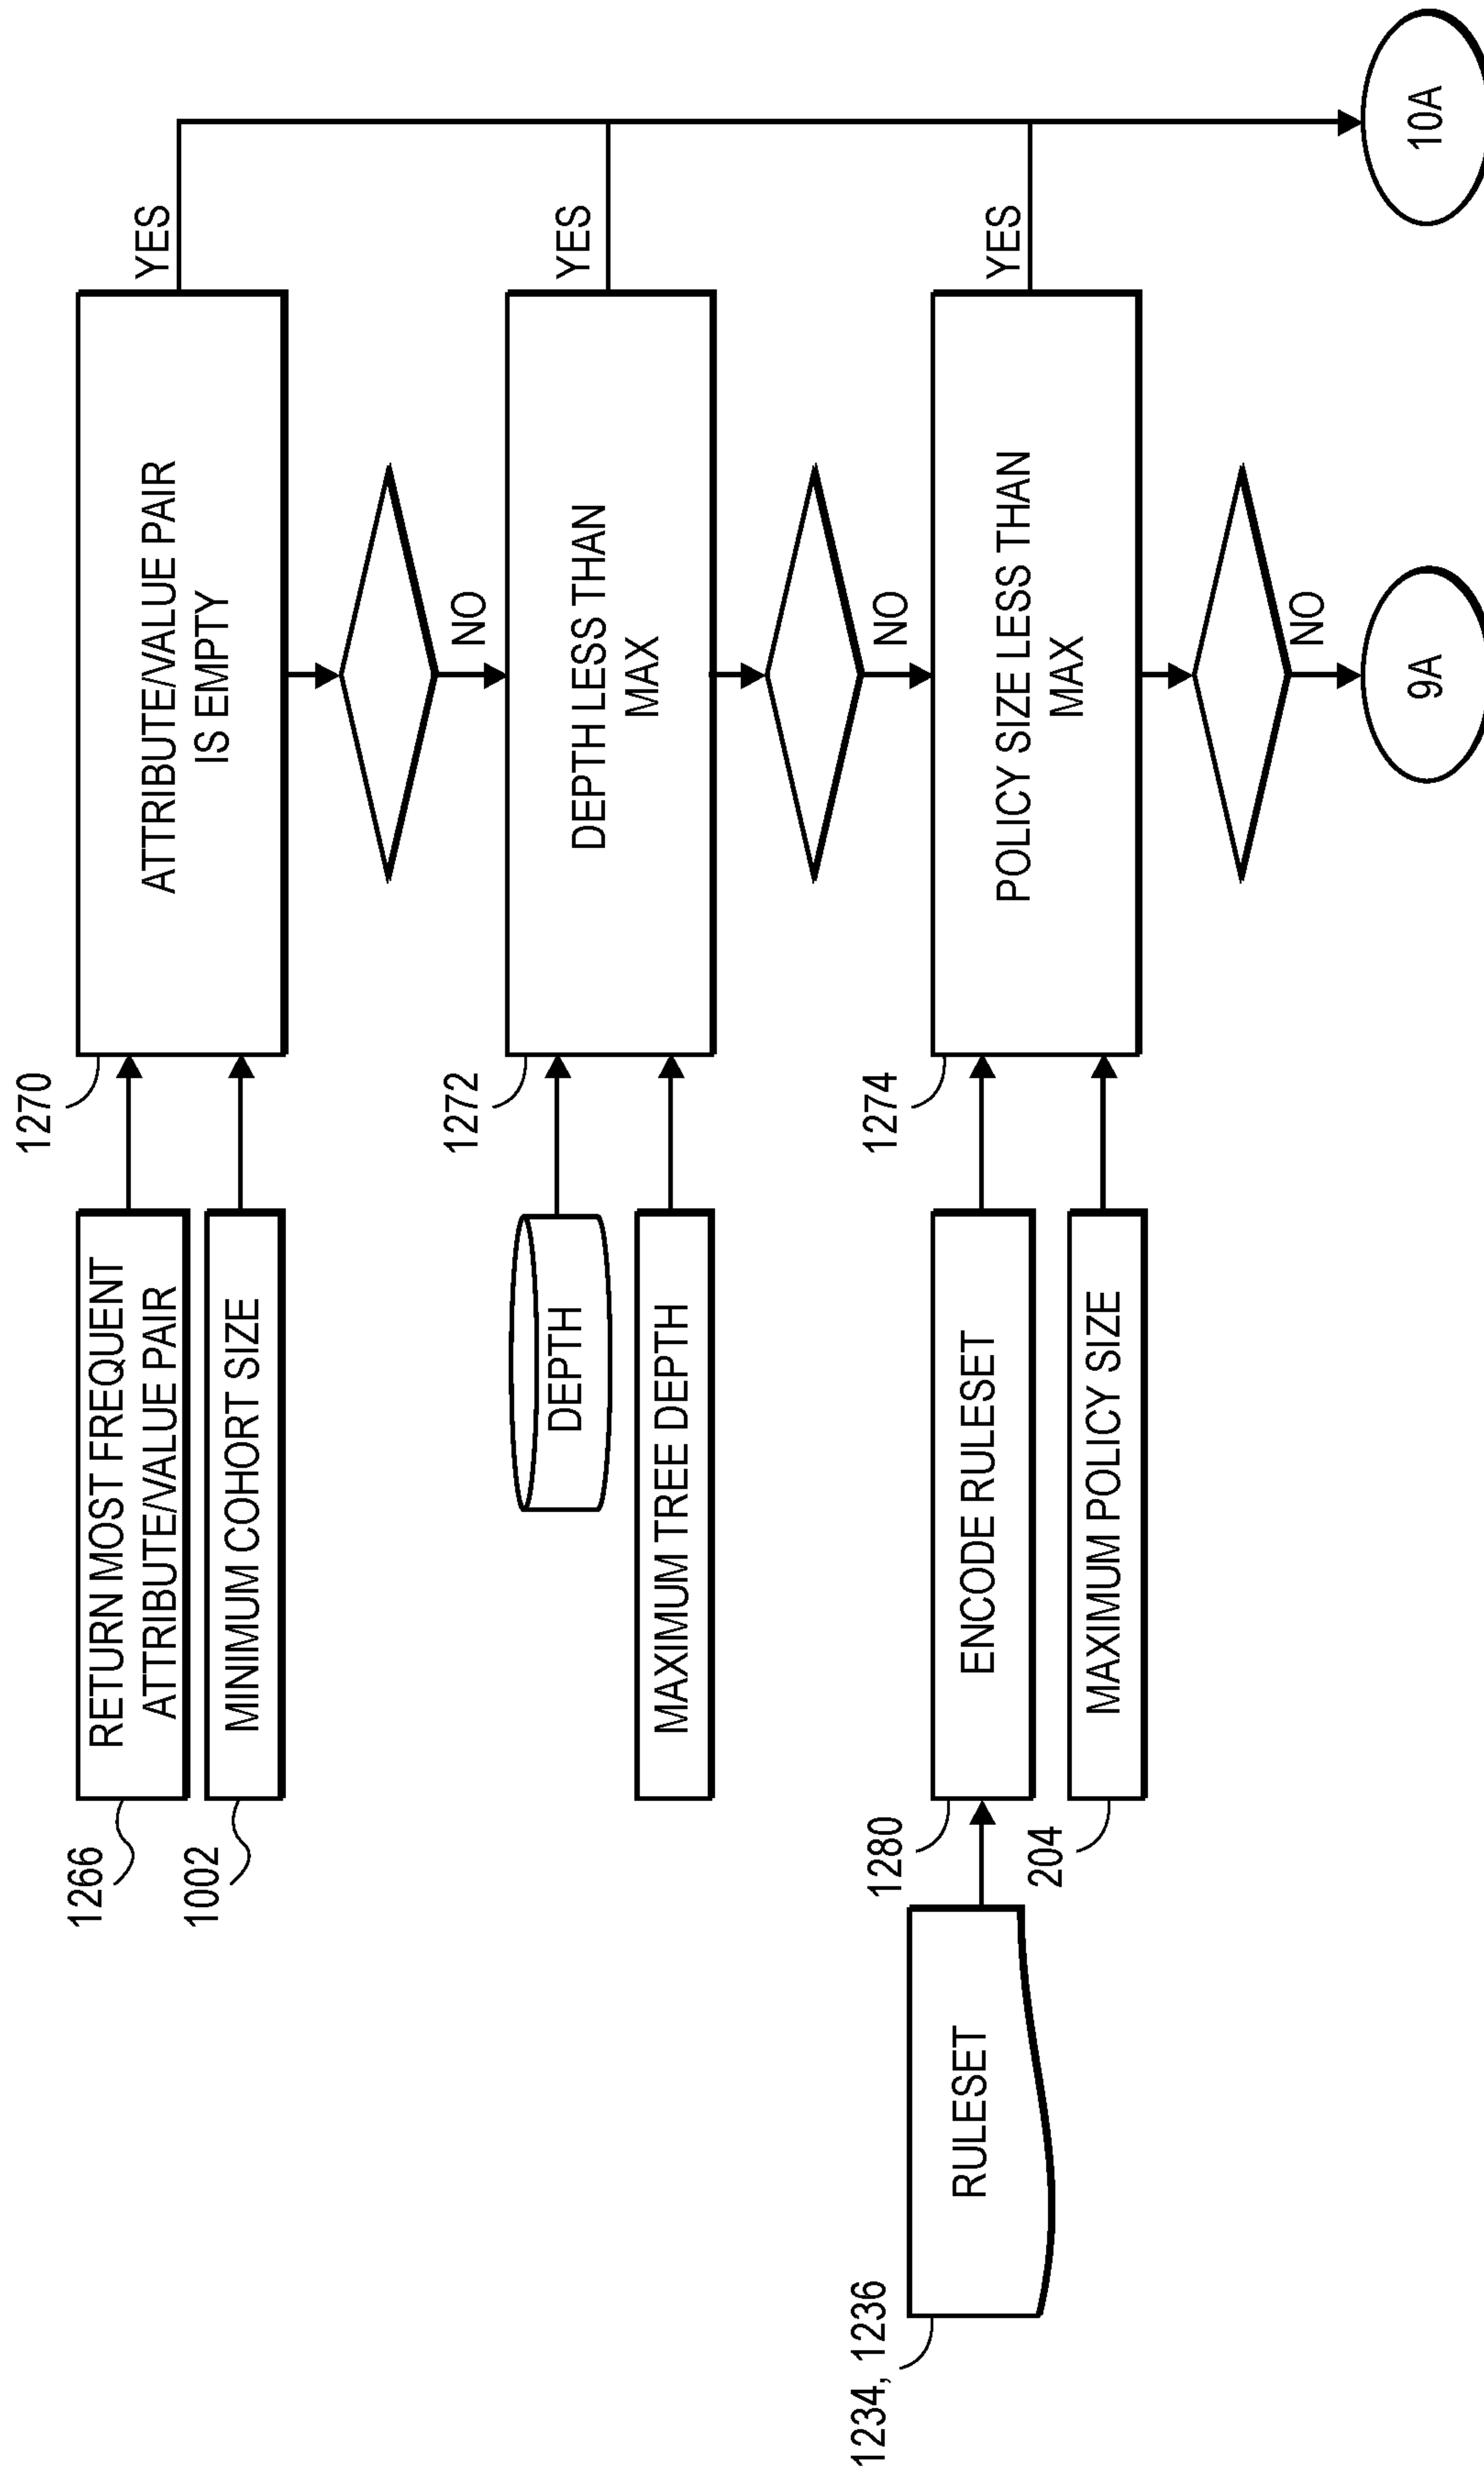 1266
RETURN MOST FREQUENT
ATTRIBUTE/VALUE PAIR
1002
MINIMUM COHORT SIZE
1270
ATTRIBUTE/VALUE PAIR
IS EMPTY
YES
NO
DEPTH
MAXIMUM TREE DEPTH
1272
DEPTH LESS THAN
MAX
YES
NO
1234, 1236
RULESET
1280
ENCODE RULESET
204
MAXIMUM POLICY SIZE
1274
POLICY SIZE LESS THAN
MAX
YES
NO
9A
10A